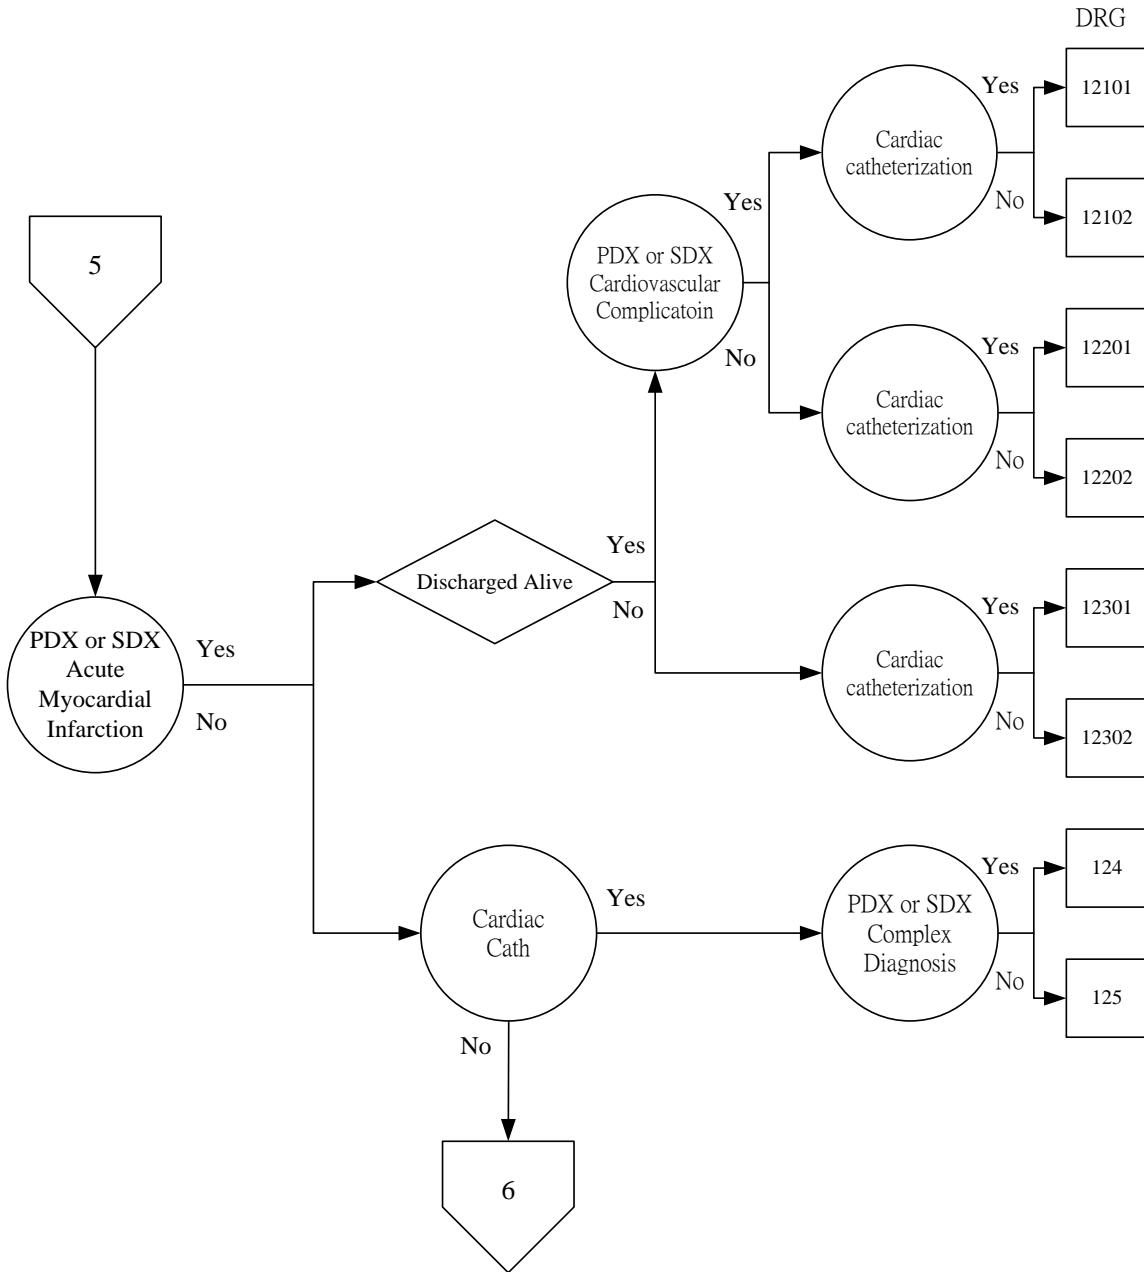 DRG
Yes
12101
Cardiac
catheterization
No
12102
Yes
5
PDX or SDX
Cardiovascular
Complicatoin
No
Yes
12201
Cardiac
catheterization
No
12202
Yes
Discharged Alive
No
Yes
12301
PDX or SDX
Acute
Myocardial
Infarction
Yes
No
Cardiac
catheterization
No
12302
Yes
124
Cardiac
Cath
Yes
PDX or SDX
Complex
Diagnosis
No
125
No
6